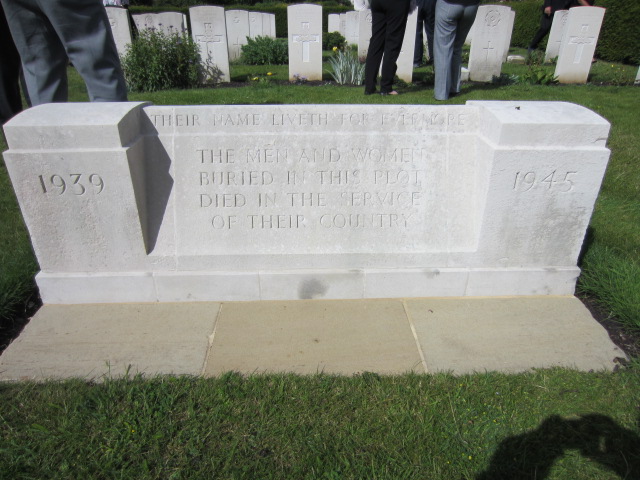 THEIR NAME LIVETH FOR EVERMORE
1939
THE MEN AND WOMEN
BURIED IN THIS PLOT
DIED IN THE SERVICE
OF THEIR COUNTRY
1945